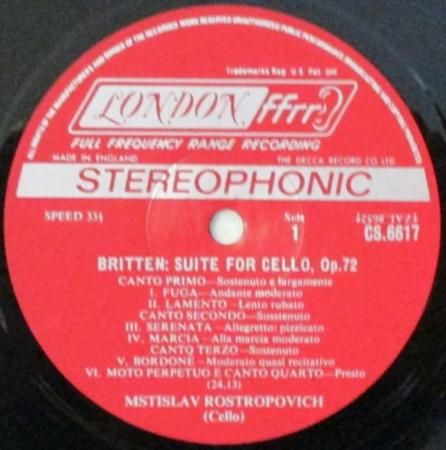 Trademarks Reg U.S Pat Off
LONDON ffrr
FULL FREQUENCY RANGE RECORDING
MADE IN ENGLAND THE DECCA RECORD CO LTD
STEREOPHONIC
SPEED 33⅓
Side
1
CS.6617
BRITTEN: SUITE FOR CELLO, Op.72
CANTO PRIMO—Sostenuto e largamente
I. FUGA—Andante moderato
II. LAMENTO—Lento rubato
CANTO SECONDO—Sosstenuto
III. SERENATA—Allegretto: pizzicato
IV. MARCIA—Alla marcia moderato
CANTO TERZO—Sostenuto
V. BORDONE—Moderato quasi recitativo
VI. MOTO PERPETUO E CANTO QUARTO—Presto
(24.13)
MSTISLAV ROSTROPOVICH
(Cello)